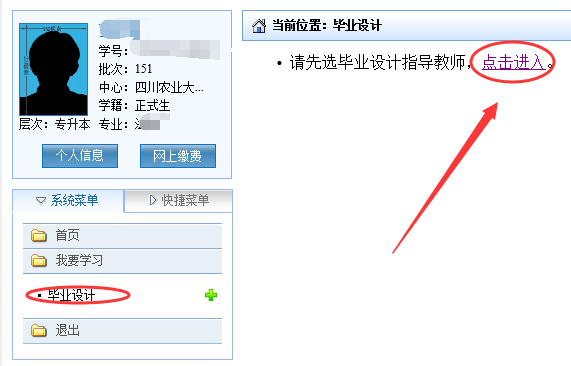 学号:
批次: 151
中心: 四川农业大...
学籍: 正式生
层次: 专升本 专业:
个人信息 网上缴费
系统菜单 快捷菜单
首页
我要学习
毕业设计
退出
当前位置: 毕业设计
请先选毕业设计指导教师, 点击进入。